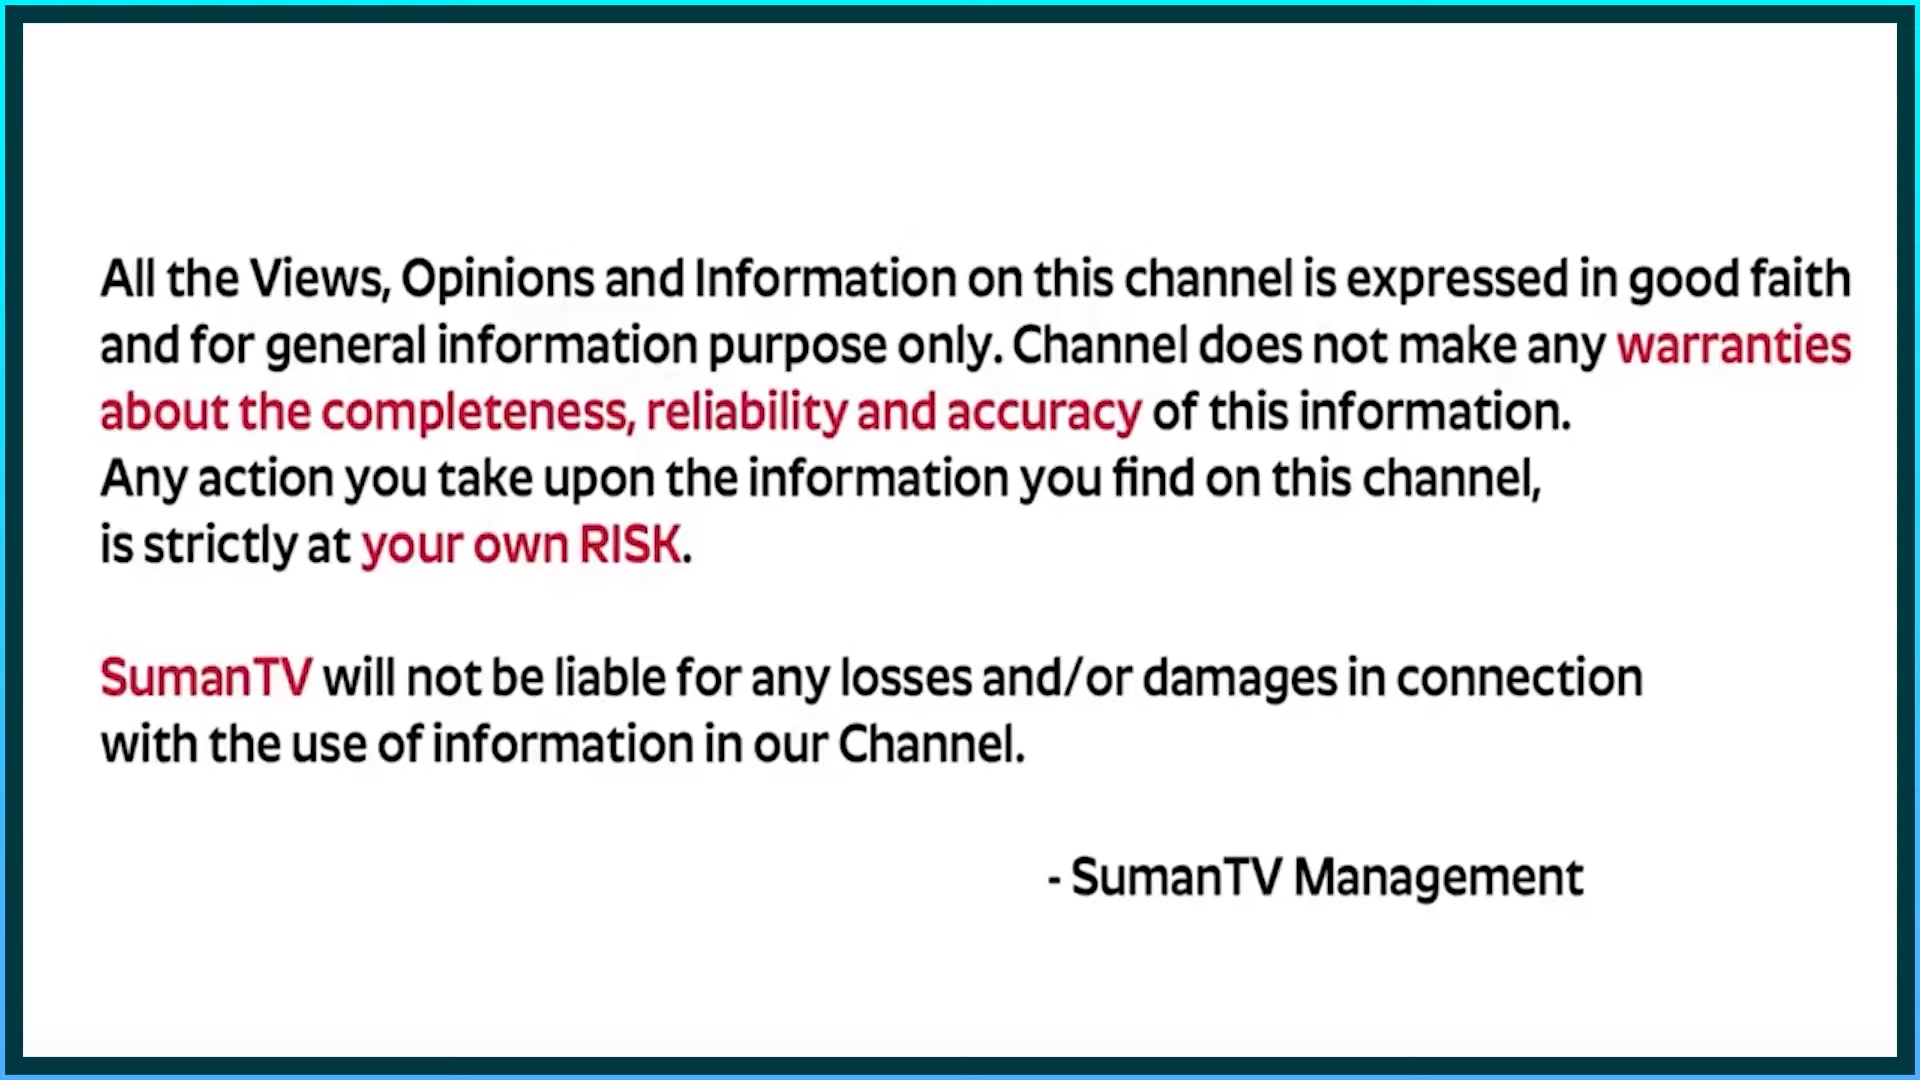 All the Views, Opinions and Information on this channel is expressed in good faith
and for general information purpose only. Channel does not make any warranties
about the completeness, reliability and accuracy of this information.
Any action you take upon the information you find on this channel,
is strictly at your own RISK.
SumanTV will not be liable for any losses and/or damages in connection
with the use of information in our Channel.
- SumanTV Management